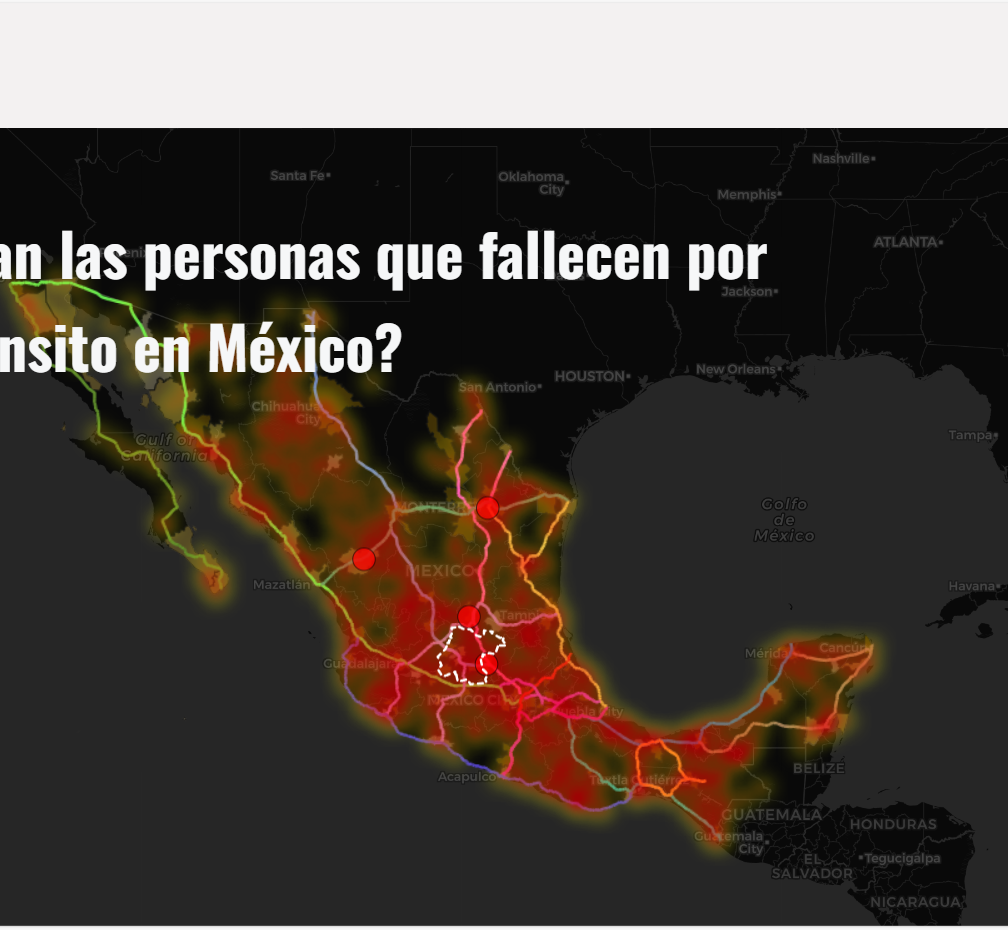 Nashville
Santa Fe
Oklahoma
City
Memphis
an las personas que fallecen por
ATLANTA
Jackson
nsito en México?
New Orleans
HOUSTON
San Antonio
Chihuahua
City
Tampa
Gulf of
California
Golfo
de
México
MONTERREY
MEXICO
Mazatlán
Havana
Tampico
Mérida
Cancún
Guadalajara
MEXICO CITY
Puebla City
Acapulco
Tuxtla Gutiérrez
BELIZE
GUATEMALA
HONDURAS
Guatemala
City
EL
SALVADOR
Tegucigalpa
NICARAGUA